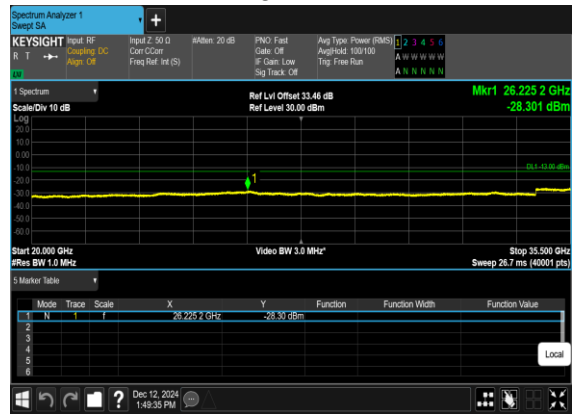 Spectrum Analyzer 1
Swept SA
+
KEYSIGHT Input: RF Input Z: 50 Ω #Atten: 20 dB PNO: Fast Avg Type: Power (RMS) 1 2 3 4 5 6
R T Coupling: DC Corr CCorr Gate: Off Avg|Hold: 100/100 A W W W W W
Align: Off Freq Ref: Int (S) IF Gain: Low Trig: Free Run
Sig Track: Off A N N N N N
1 Spectrum Ref Lvl Offset 33.46 dB Mkr1 26.225 2 GHz
Scale/Div 10 dB Ref Level 30.00 dBm -28.301 dBm
Log
20.0
10.00
0.00
-10.0
DL1 -13.00 dBm
-20.0
1
-30.0
-40.0
-50.0
-60.0
Start 20.000 GHz Video BW 3.0 MHz* Stop 35.500 GHz
#Res BW 1.0 MHz Sweep 26.7 ms (40001 pts)
5 Marker Table
Mode Trace Scale X Y Function Function Width Function Value
1 N 1 f 26.225 2 GHz -28.30 dBm
2
3
4
5
6
Local
? Dec 12, 2024
1:49:35 PM